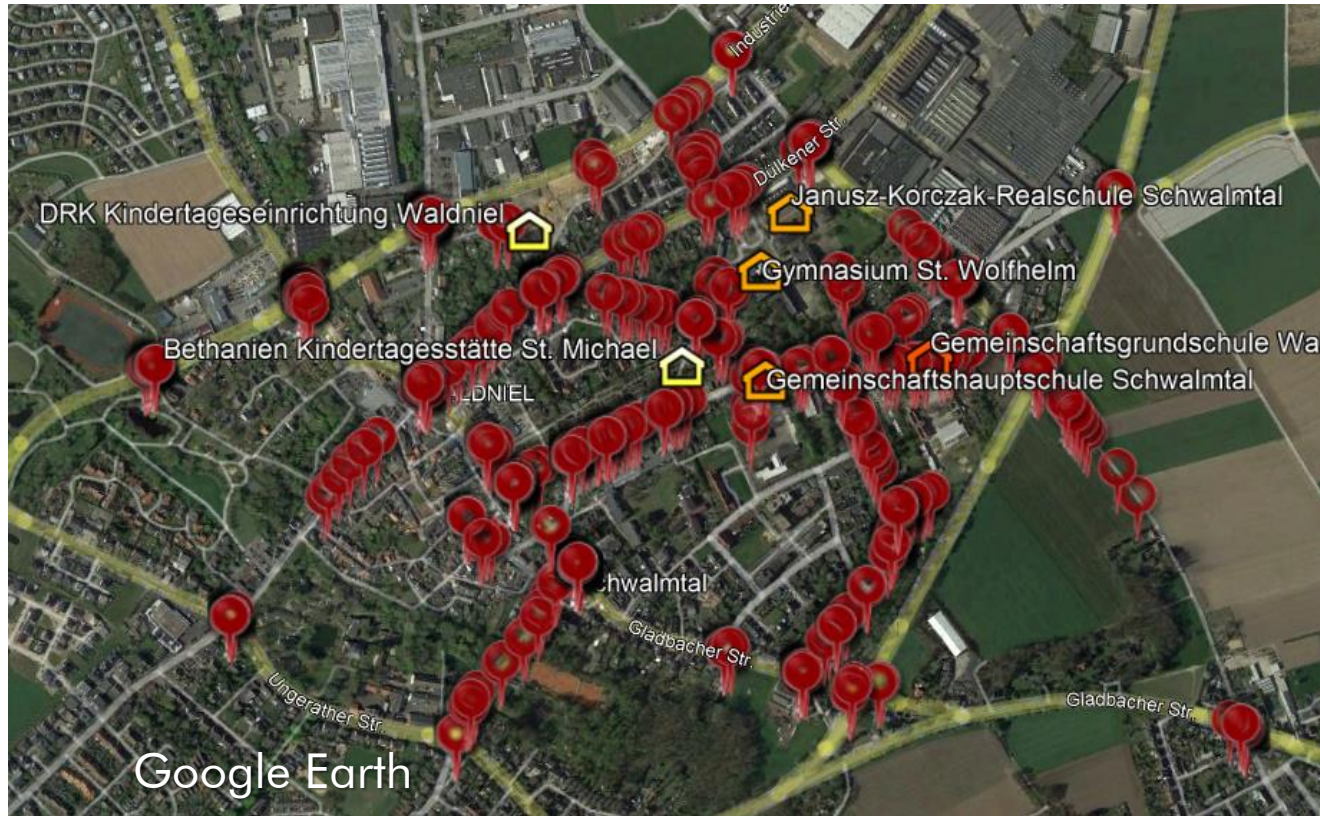 Industrie
Dülkener Str.
Janusz-Korczak-Realschule Schwalmtal
DRK Kindertageseinrichtung Waldniel
Gymnasium St. Wolfhelm
Bethanien Kindertagesstätte St. Michael
Gemeinschaftsgrundschule Wa
Gemeinschaftshauptschule Schwalmtal
LDNIEL
chwalmtal
Gladbacher Str.
Ungerather Str.
Gladbacher Str.
Google Earth